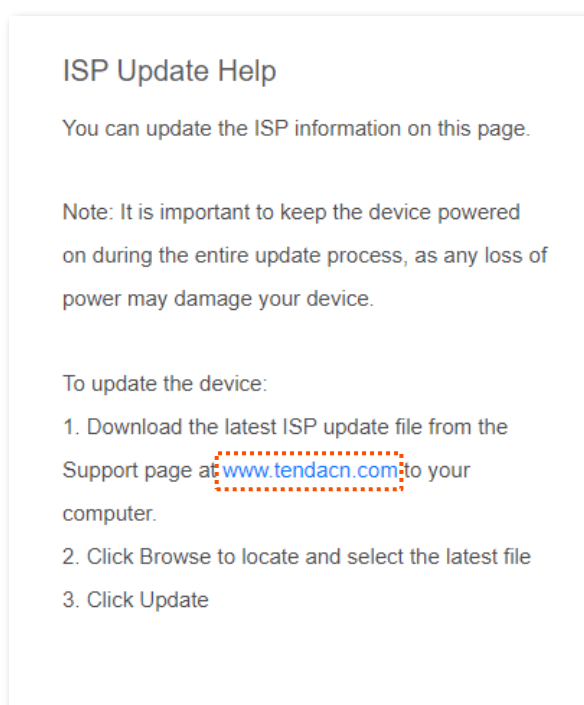 ISP Update Help
You can update the ISP information on this page.
Note: It is important to keep the device powered
on during the entire update process, as any loss of
power may damage your device.
To update the device:
1. Download the latest ISP update file from the
Support page at www.tendacn.com to your
computer.
2. Click Browse to locate and select the latest file
3. Click Update